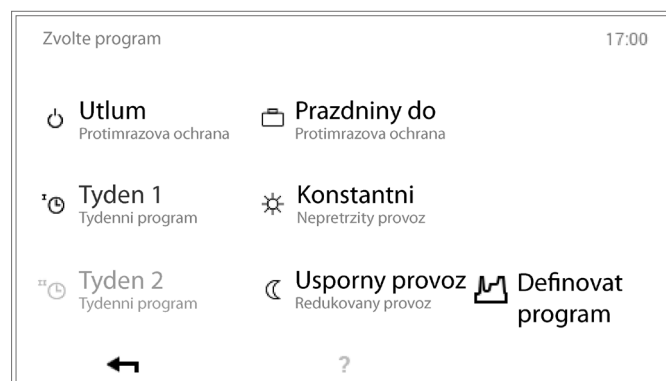 Zvolte program 17:00
Utlum
Protimrazova ochrana
Prazdniny do
Protimrazova ochrana
I Tyden 1
Tydenni program
Konstantni
Nepretrzity provoz
II Tyden 2
Tydenni program
Usporny provoz
Redukovany provoz
Definovat
program
?